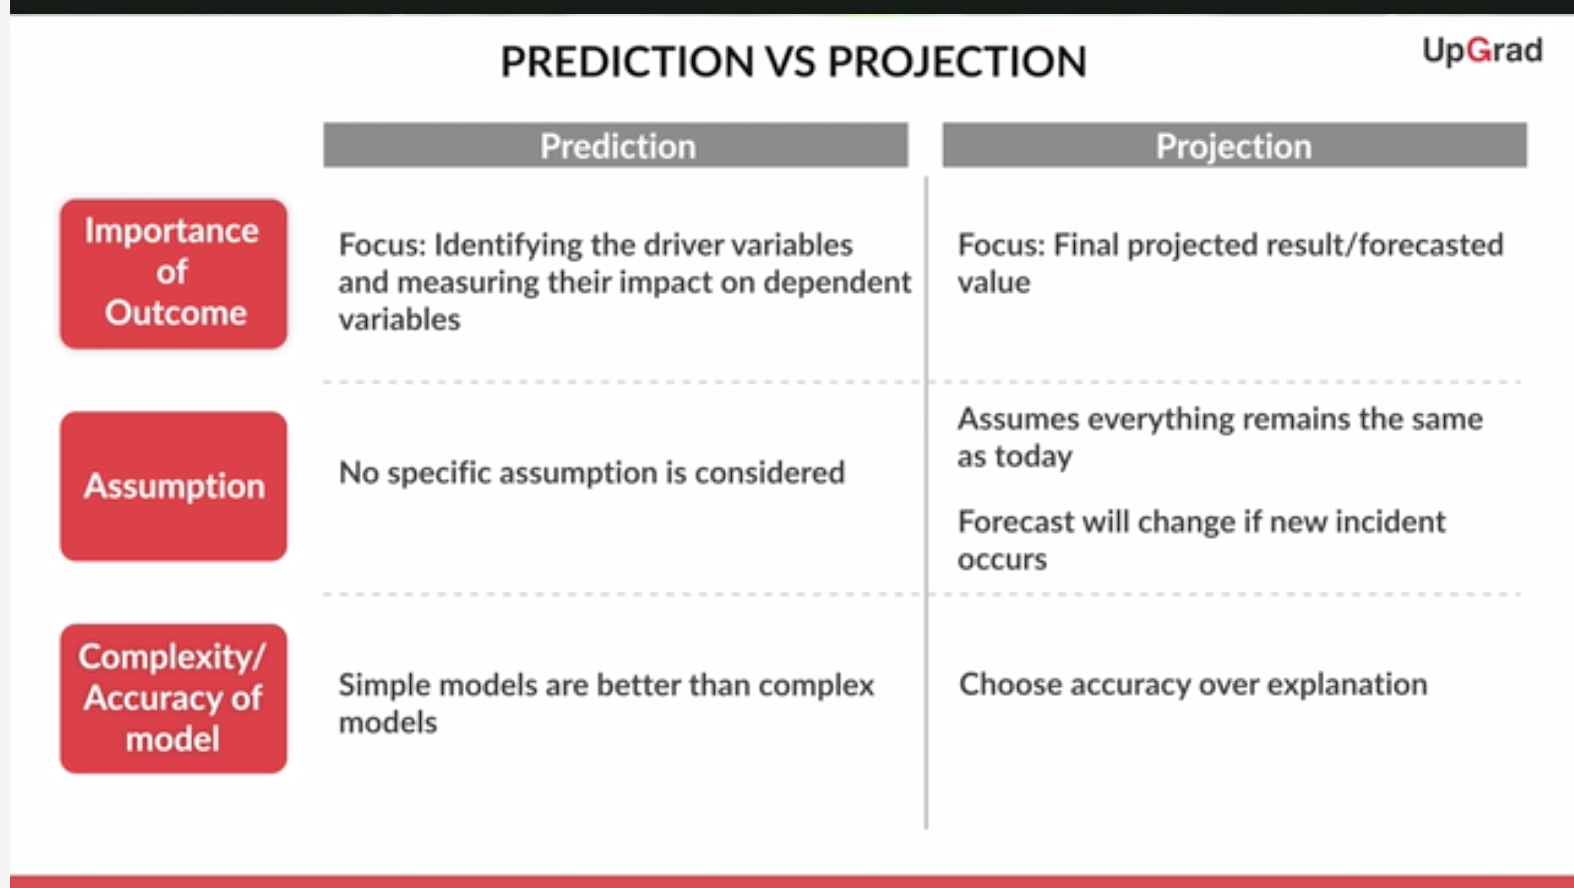 PREDICTION VS PROJECTION
UpGrad
Prediction
Projection
Importance
of
Outcome
Focus: Identifying the driver variables
and measuring their impact on dependent
variables
Focus: Final projected result/forecasted
value
Assumption
No specific assumption is considered
Assumes everything remains the same
as today
Forecast will change if new incident
occurs
Complexity/
Accuracy of
model
Simple models are better than complex
models
Choose accuracy over explanation